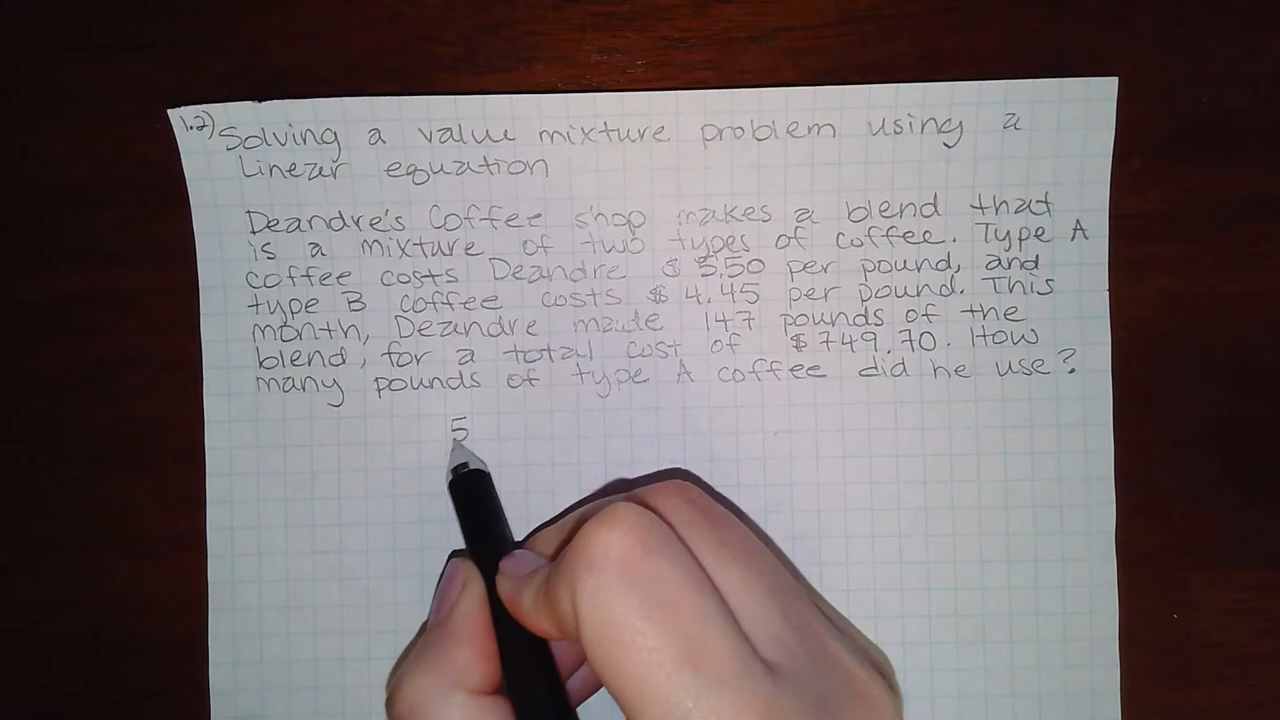 1.2) Solving a value mixture problem using a
Linear equation
Deandre's Coffee shop makes a blend that
is a mixture of two types of coffee. Type A
coffee costs Deandre $5.50 per pound, and
type B coffee costs $4.45 per pound. This
month, Deandre made 147 pounds of the
blend, for a total cost of $749.70. How
many pounds of type A coffee did he use?
5